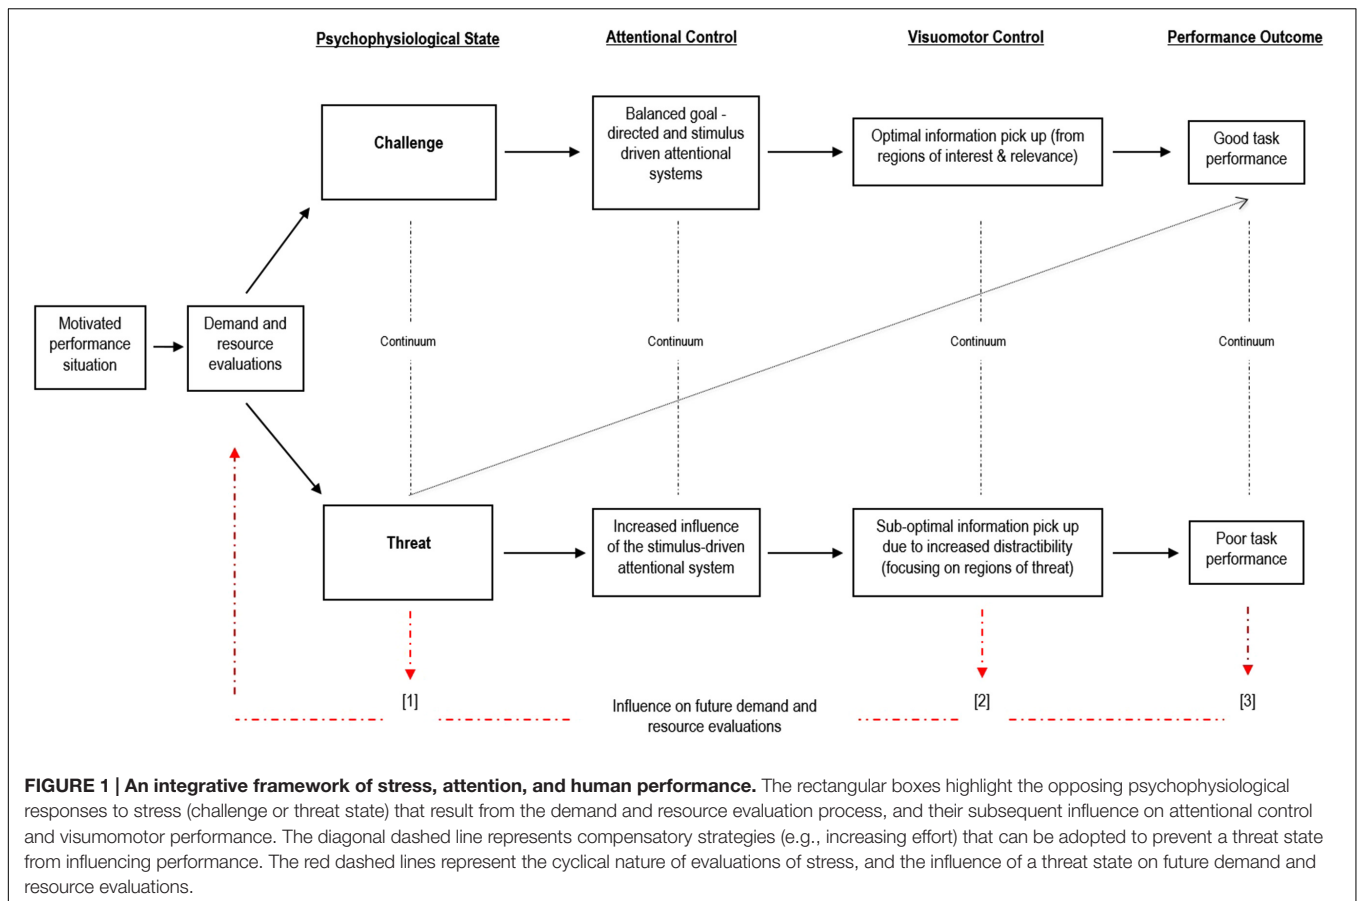 Psychophysiological State
Attentional Control
Visuomotor Control
Performance Outcome
Challenge
Balanced goal -
directed and stimulus
driven attentional
systems
Optimal information pick up (from
regions of interest & relevance)
Good task
performance
Motivated
performance
situation
Demand and
resource
evaluations
Continuum
Continuum
Continuum
Continuum
Threat
Increased influence
of the stimulus-driven
attentional system
Sub-optimal information pick up
due to increased distractibility
(focusing on regions of threat)
Poor task
performance
[1]
Influence on future demand and
resource evaluations
[2]
[3]
FIGURE 1 | An integrative framework of stress, attention, and human performance. The rectangular boxes highlight the opposing psychophysiological
responses to stress (challenge or threat state) that result from the demand and resource evaluation process, and their subsequent influence on attentional control
and visumomotor performance. The diagonal dashed line represents compensatory strategies (e.g., increasing effort) that can be adopted to prevent a threat state
from influencing performance. The red dashed lines represent the cyclical nature of evaluations of stress, and the influence of a threat state on future demand and
resource evaluations.